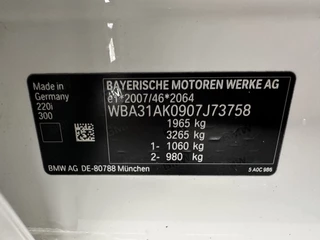 Made in
Germany
220i
300
BAYERISCHE MOTOREN WERKE AG
e1*2007/46*2064
WBA31AK0907J73758
1965 kg
3265 kg
1- 1060 kg
2- 980 kg
BMW AG DE-80788 München
5 A0C 986